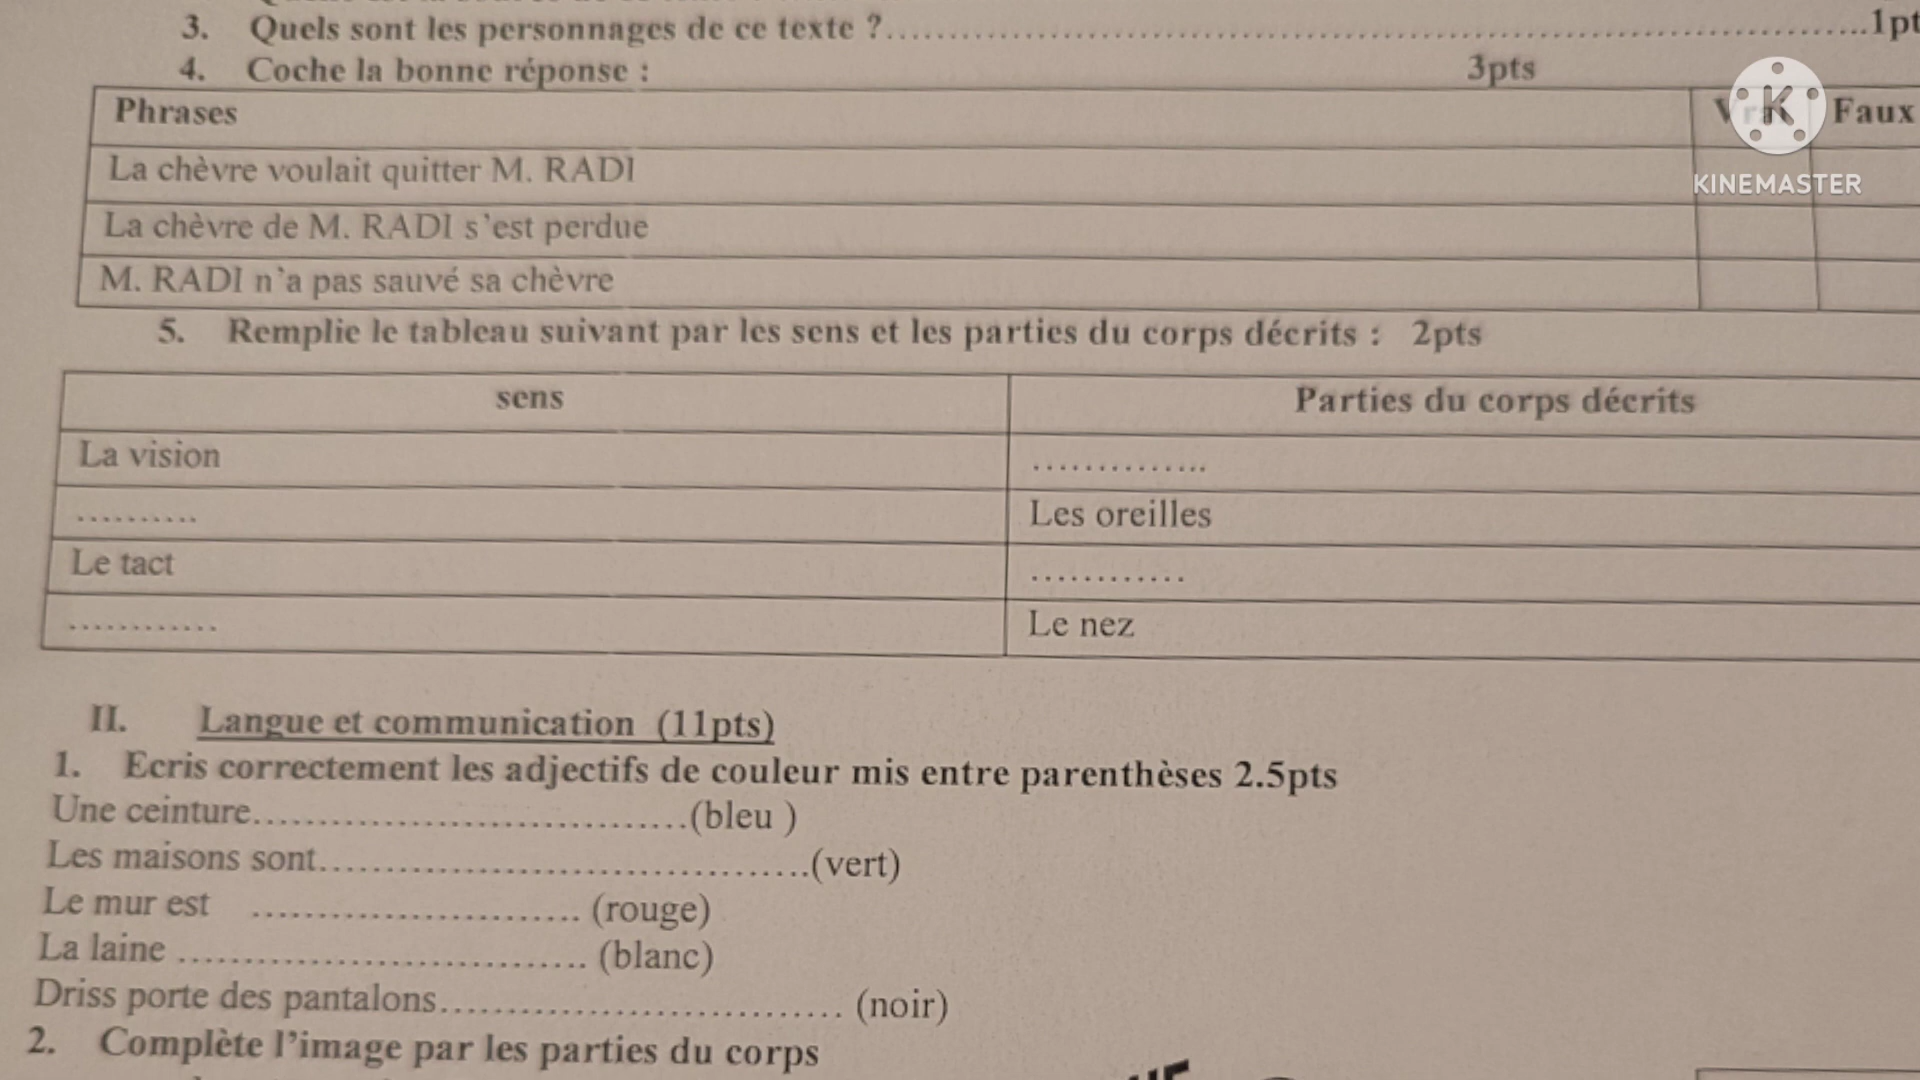 3. Quels sont les personnages de ce texte ?...............................................................1pt
4. Coche la bonne réponse : 3pts
Phrases Vrai Faux
KINEMASTER
La chèvre voulait quitter M. RADI
La chèvre de M. RADI s'est perdue
M. RADI n'a pas sauvé sa chèvre
5. Remplie le tableau suivant par les sens et les parties du corps décrits : 2pts
sens Parties du corps décrits
La vision ..............
.......... Les oreilles
Le tact ............
............ Le nez
II. Langue et communication (11pts)
1. Ecris correctement les adjectifs de couleur mis entre parenthèses 2.5pts
Une ceinture.................................(bleu )
Les maisons sont.....................................(vert)
Le mur est ......................... (rouge)
La laine ............................... (blanc)
Driss porte des pantalons............................... (noir)
2. Complète l'image par les parties du corps